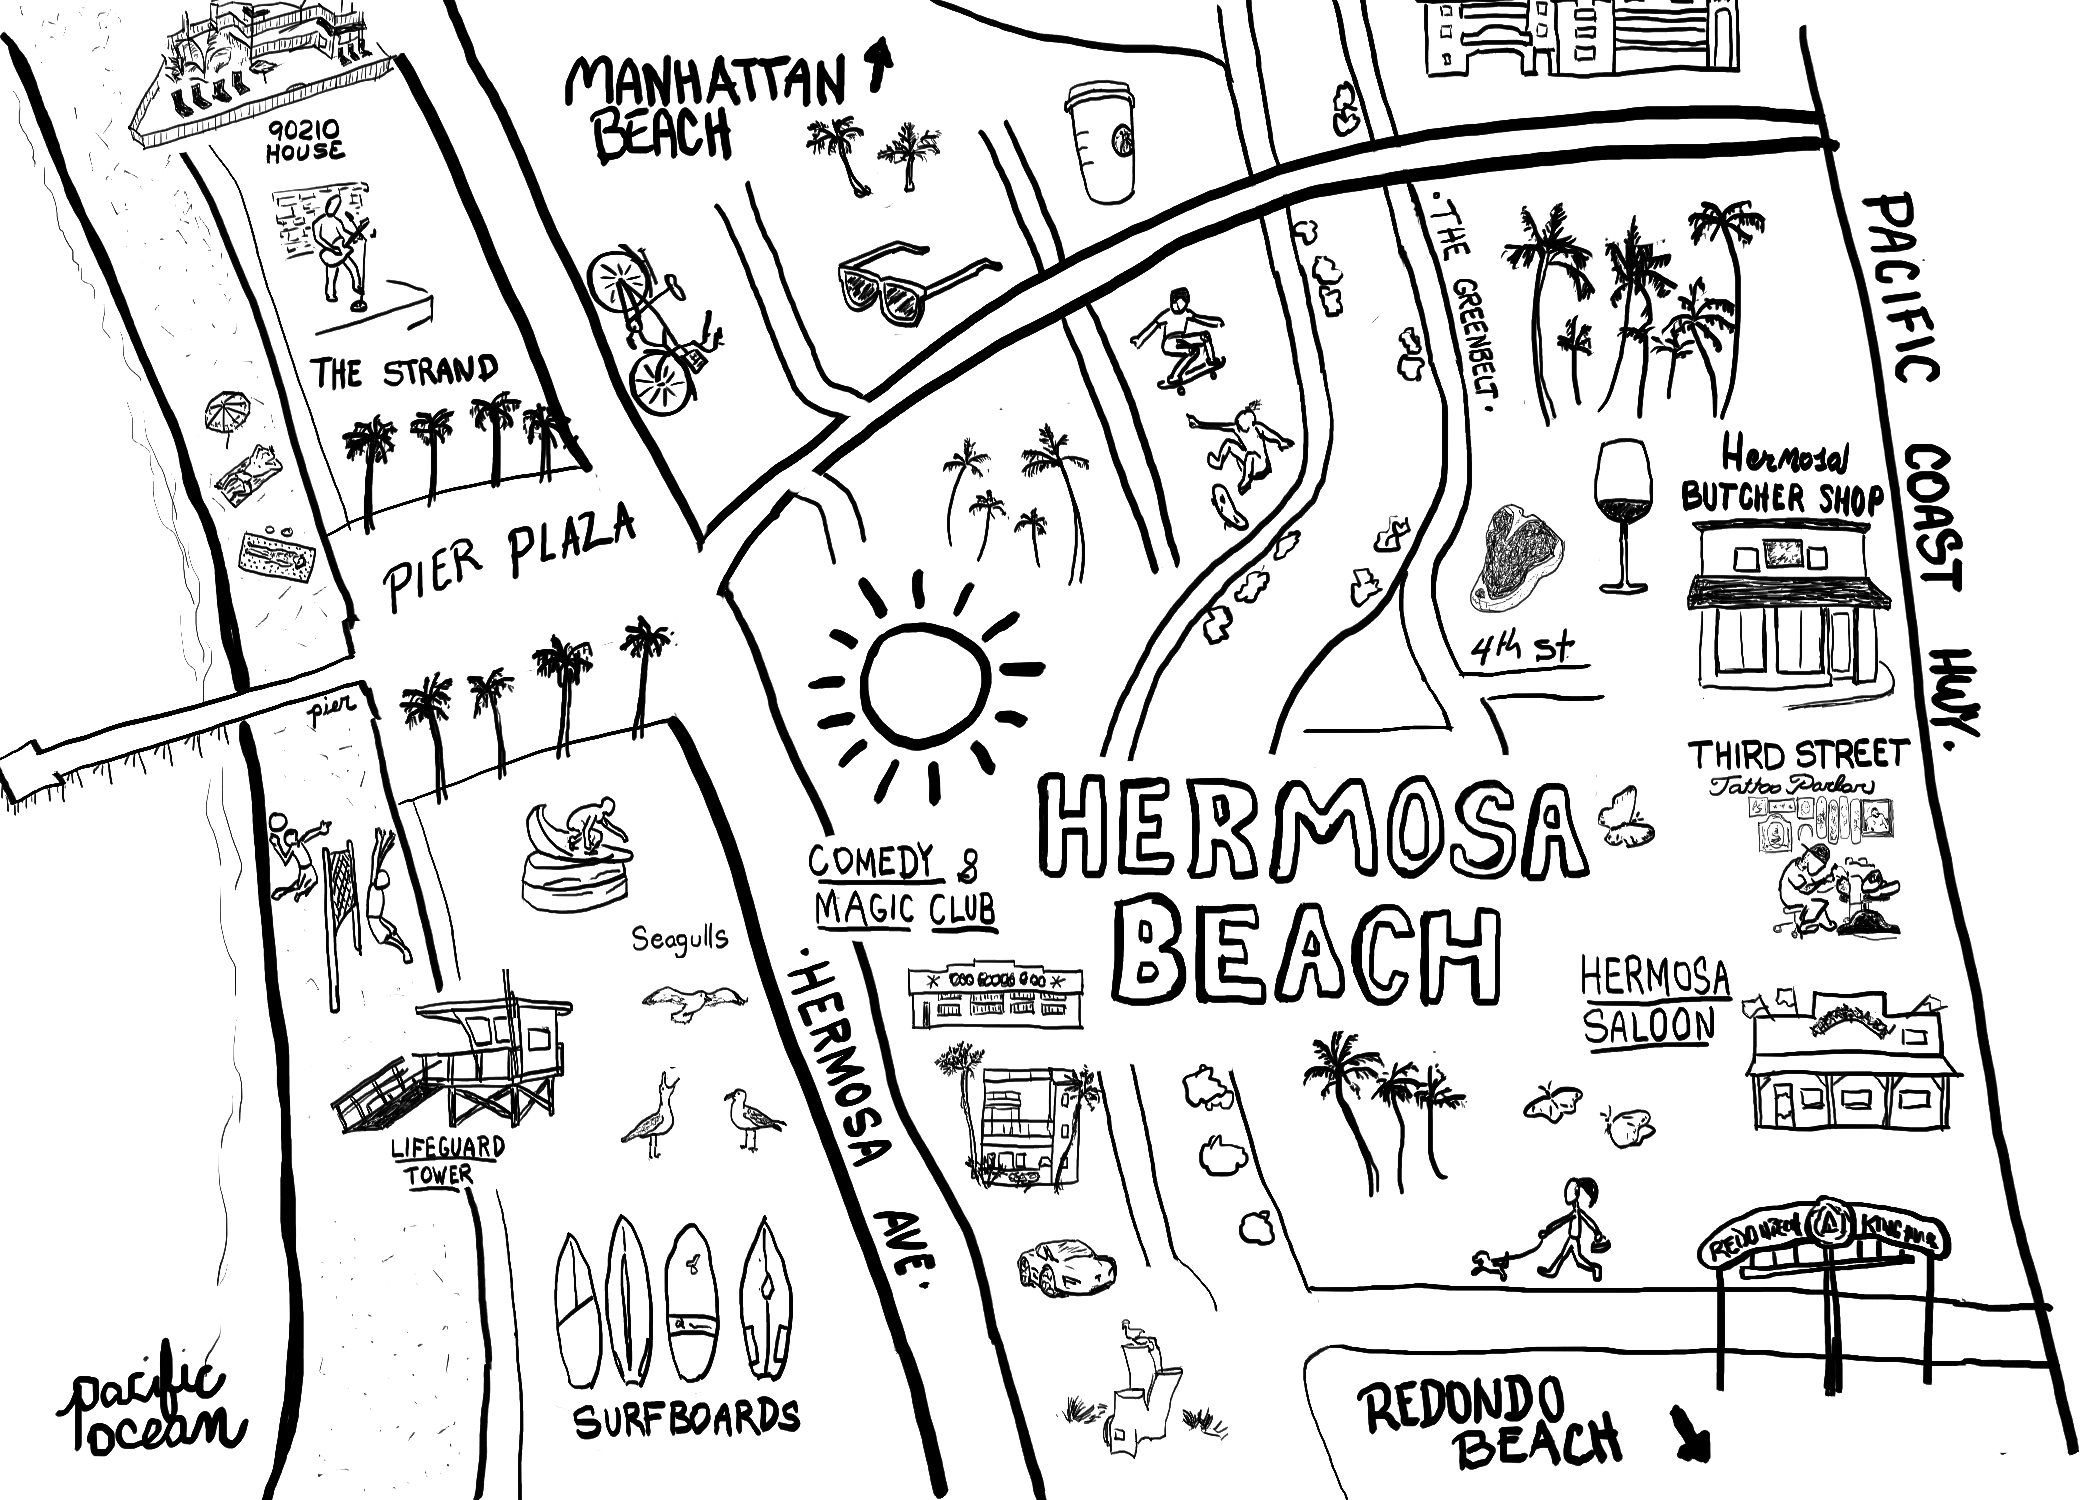 90210
HOUSE
MANHATTAN
BEACH
THE STRAND
· THE GREENBELT ·
PACIFIC COAST HWY.
PIER PLAZA
Hermosa
BUTCHER SHOP
4th st
pier
THIRD STREET
Tattoo Parlor
HERMOSA
BEACH
COMEDY &
MAGIC CLUB
Seagulls
· HERMOSA AVE ·
HERMOSA
SALOON
LIFEGUARD
TOWER
SURFBOARDS
pacific
ocean
REDONDO
BEACH